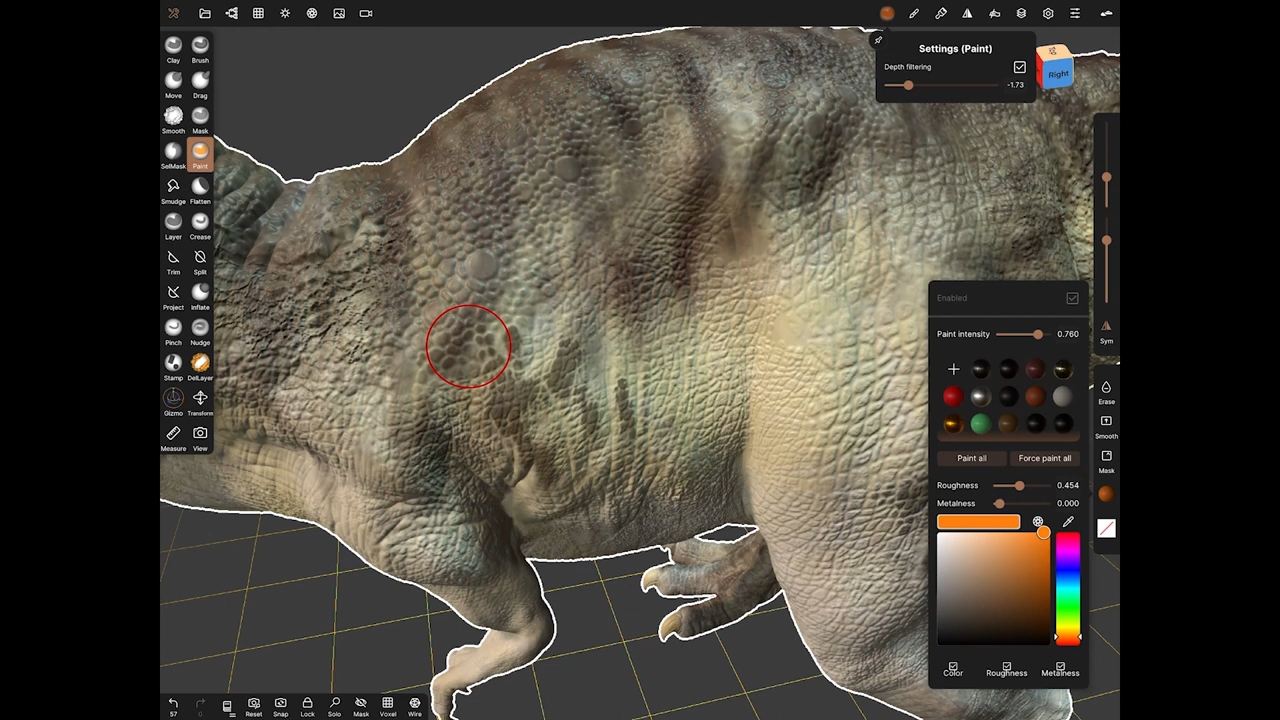 Settings (Paint)
Depth filtering
-1.73
Right
Clay Brush
Move Drag
Smooth Mask
SelMask Paint
Smudge Flatten
Layer Crease
Trim Split
Project Inflate
Pinch Nudge
Stamp DelLayer
Gizmo Transform
Measure View
Enabled
Paint intensity 0.760
Paint all Force paint all
Roughness 0.454
Metalness 0.000
Color Roughness Metalness
Sym
Erase
Smooth
Mask
57 0 Reset Snap Lock Solo Mask Voxel Wire